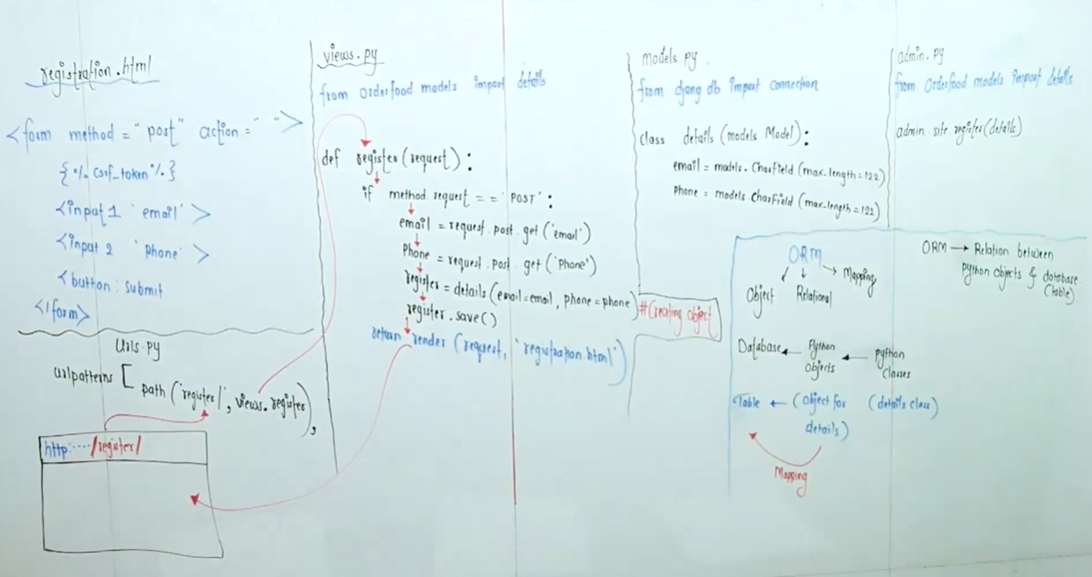 registration.html
<form method = "post" action = " ">
{% csrf_token %}
<input 1 'email' >
<input 2 'phone' >
<button: submit
</form>
urls.py
urlpatterns [
path ('register/', views.register),
http:····/register/
views.py
from orderfood models import details
def register (request) :
if method.request == 'POST' :
email = request.post.get ('email')
Phone = request.post.get ('Phone')
register = details (email=email, phone=phone)
#Creating object
register.save()
return render (request, 'registration.html')
models.py
from django db import connection
class details (models Model) :
email = models.CharField (max.length=122)
Phone = models CharField (max.length=122)
admin.py
from Orderfood models import details
admin.site.register (details)
ORM
Object Relational Mapping
ORM → Relation between
python objects & database
(table)
Database ← Python Objects ← python classes
Table ← (object for details) (details class)
Mapping